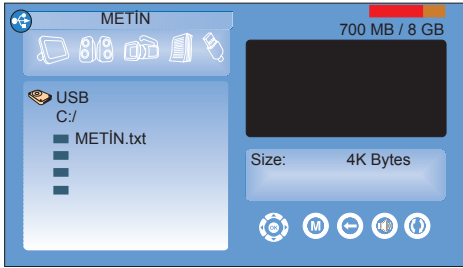 METİN
700 MB / 8 GB
USB
C:/
METİN.txt
Size: 4K Bytes
OK
M